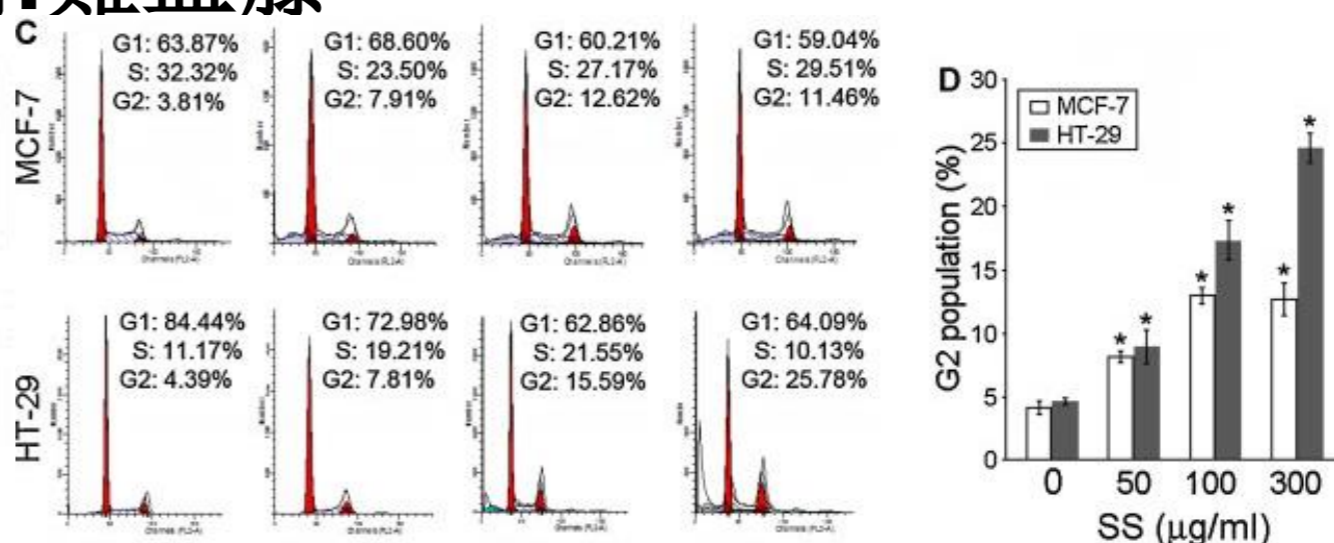 C
MCF-7
G1: 63.87%
S: 32.32%
G2: 3.81%
G1: 68.60%
S: 23.50%
G2: 7.91%
G1: 60.21%
S: 27.17%
G2: 12.62%
G1: 59.04%
S: 29.51%
G2: 11.46%
HT-29
G1: 84.44%
S: 11.17%
G2: 4.39%
G1: 72.98%
S: 19.21%
G2: 7.81%
G1: 62.86%
S: 21.55%
G2: 15.59%
G1: 64.09%
S: 10.13%
G2: 25.78%
D
MCF-7
HT-29
G2 population (%)
30
25
20
15
10
5
0
* *
* *
* *
0 50 100 300
SS (μg/ml)